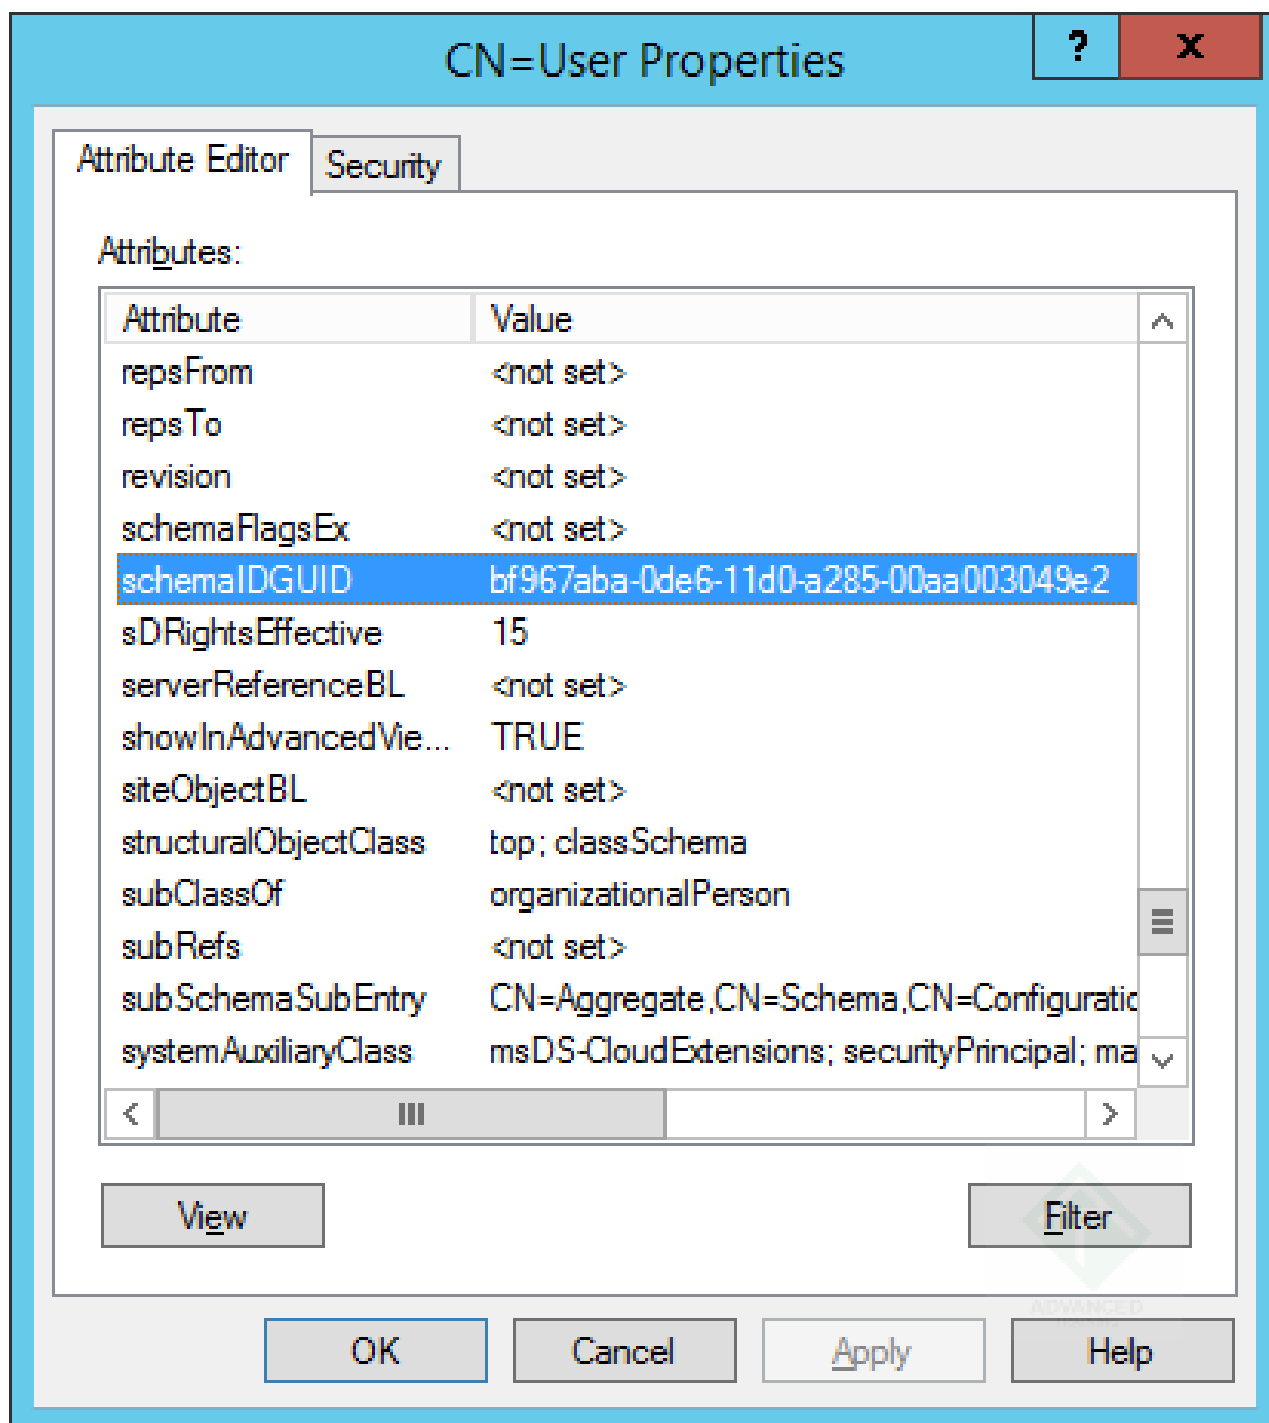 CN=User Properties
?
x
Attribute Editor
Security
Attributes:
Attribute Value
repsFrom <not set>
repsTo <not set>
revision <not set>
schemaFlagsEx <not set>
schemaIDGUID bf967aba-0de6-11d0-a285-00aa003049e2
sDRightsEffective 15
serverReferenceBL <not set>
showInAdvancedVie... TRUE
siteObjectBL <not set>
structuralObjectClass top; classSchema
subClassOf organizationalPerson
subRefs <not set>
subSchemaSubEntry CN=Aggregate,CN=Schema,CN=Configuratic
systemAuxiliaryClass msDS-CloudExtensions; securityPrincipal; ma
View
Filter
ADVANCED
OK Cancel Apply Help